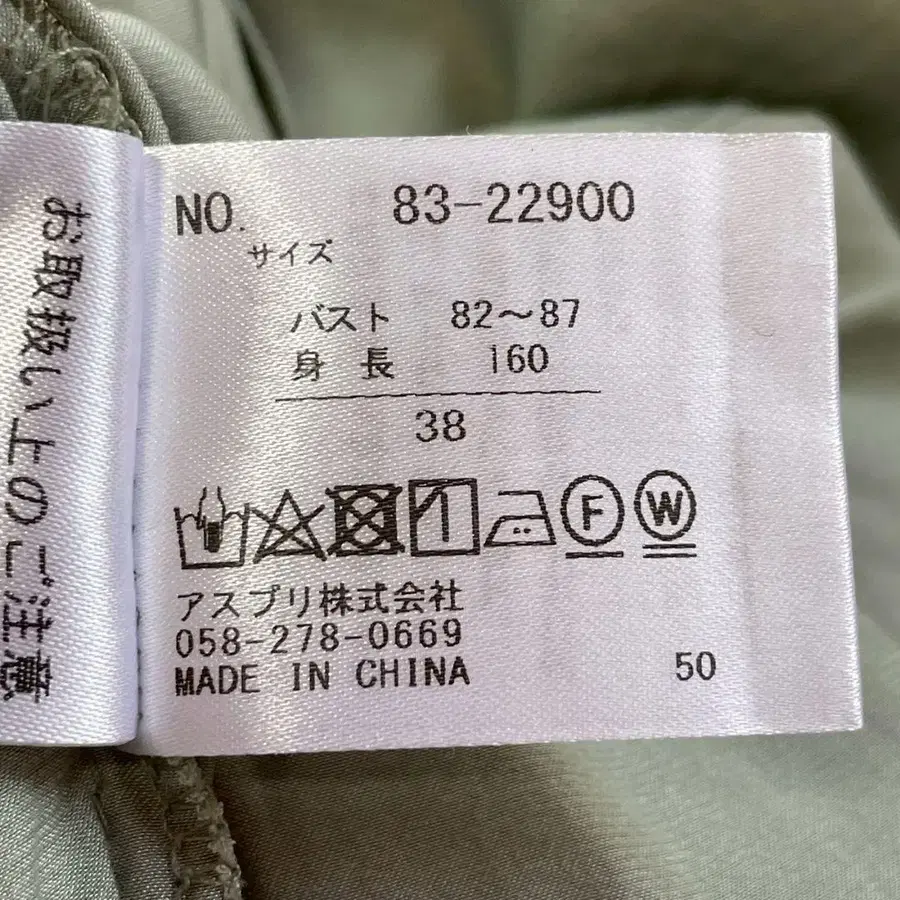 お取扱い上のご注意
NO. 83-22900
サイズ
バスト 82～87
身長 160
38
F W
アスプリ株式会社
058-278-0669
MADE IN CHINA 50